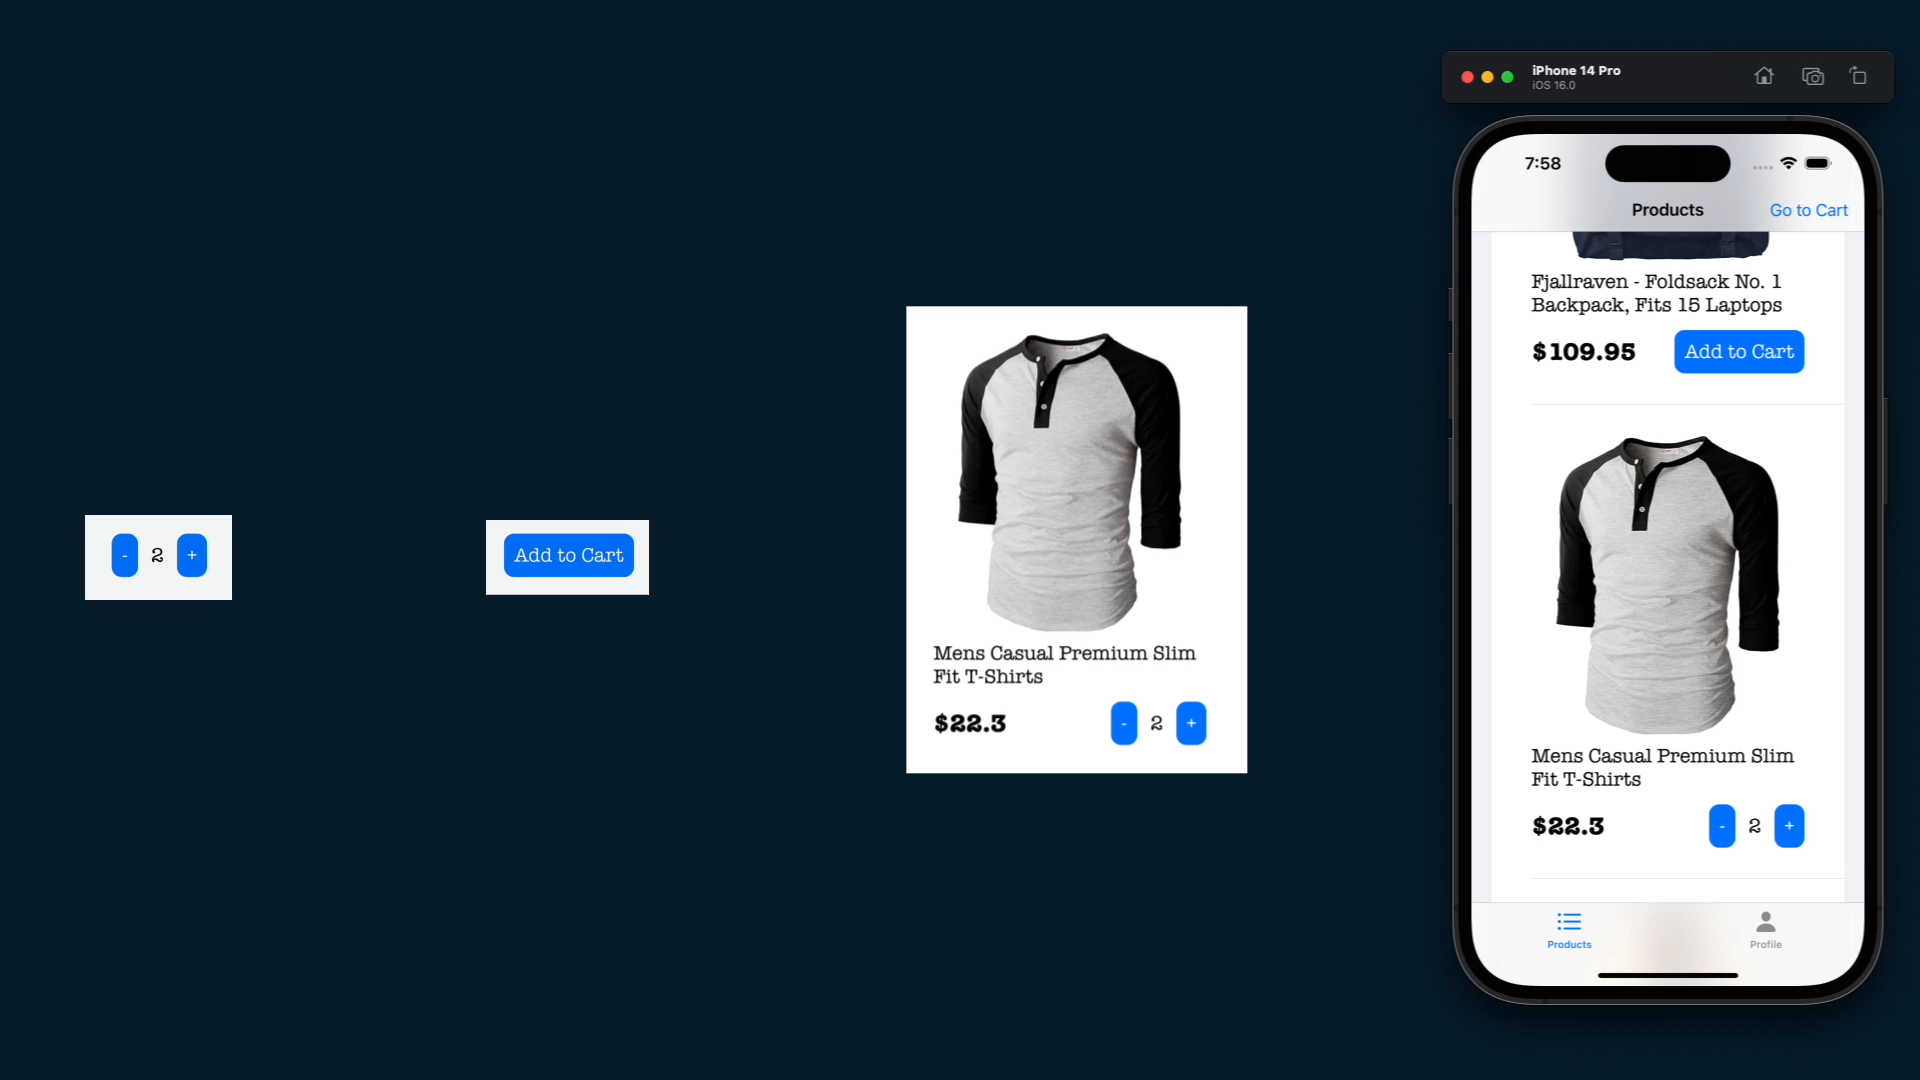 - 2 +
Add to Cart
Mens Casual Premium Slim
Fit T-Shirts
$22.3 - 2 +
iPhone 14 Pro
iOS 16.0
7:58
Products Go to Cart
Fjallraven - Foldsack No. 1
Backpack, Fits 15 Laptops
$109.95 Add to Cart
Mens Casual Premium Slim
Fit T-Shirts
$22.3 - 2 +
Products Profile